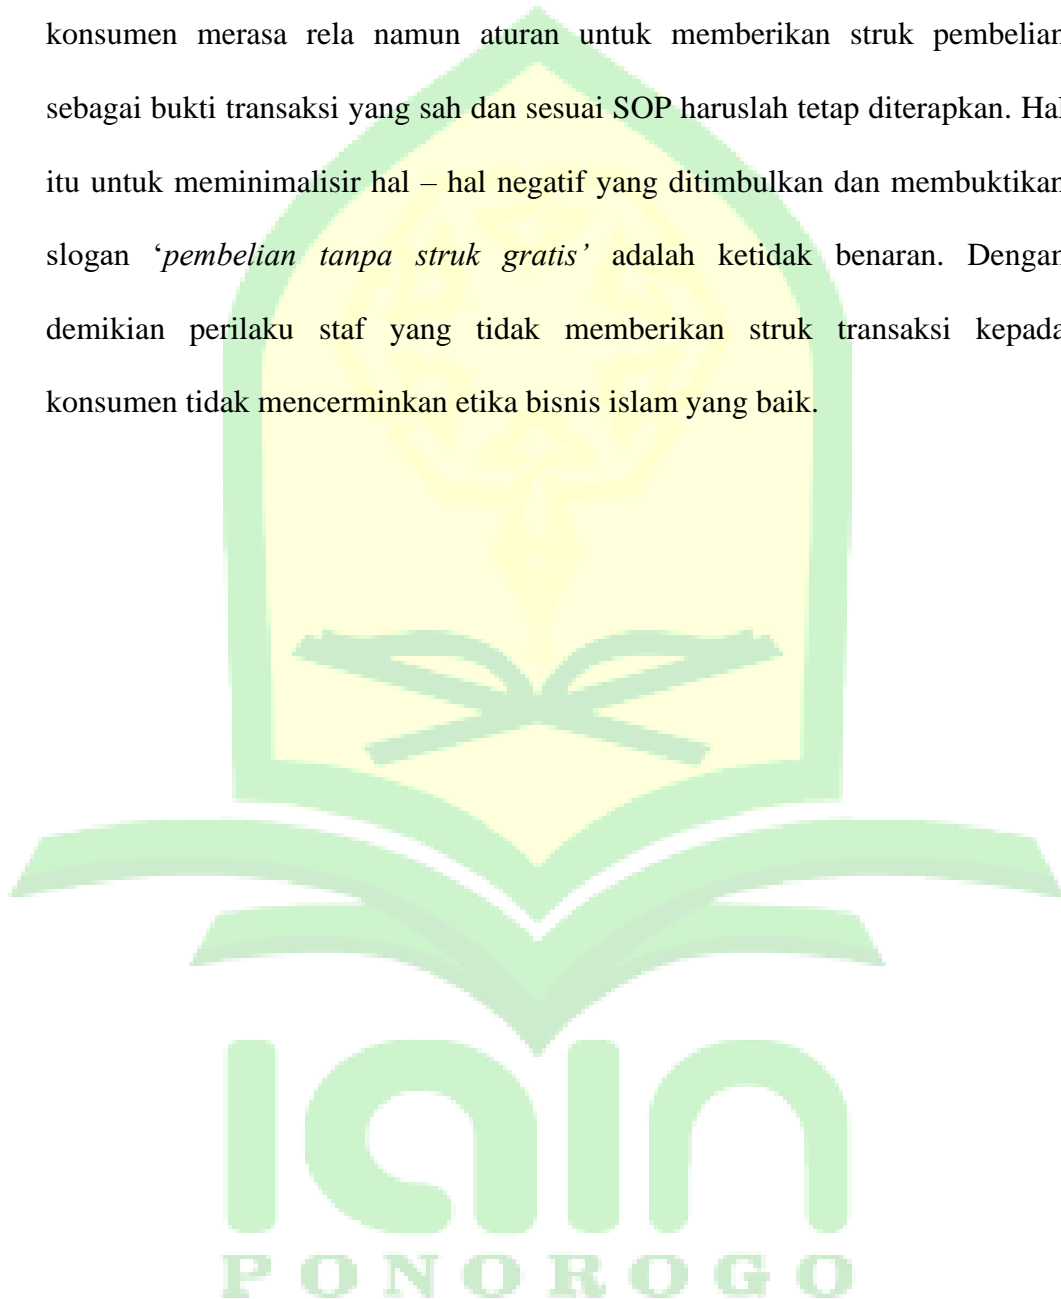 konsumen merasa rela namun aturan untuk memberikan struk pembelian
sebagai bukti transaksi yang sah dan sesuai SOP haruslah tetap diterapkan. Hal
itu untuk meminimalisir hal – hal negatif yang ditimbulkan dan membuktikan
slogan ‘pembelian tanpa struk gratis’ adalah ketidak benaran. Dengan
demikian perilaku staf yang tidak memberikan struk transaksi kepada
konsumen tidak mencerminkan etika bisnis islam yang baik.
iain
PONOROGO